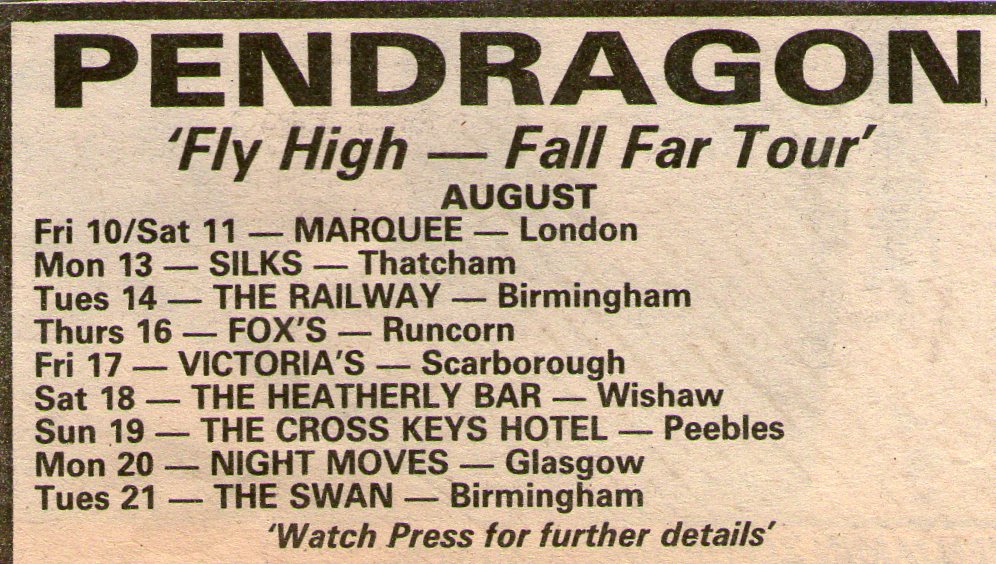 PENDRAGON
'Fly High — Fall Far Tour'
AUGUST
Fri 10/Sat 11 — MARQUEE — London
Mon 13 — SILKS — Thatcham
Tues 14 — THE RAILWAY — Birmingham
Thurs 16 — FOX'S — Runcorn
Fri 17 — VICTORIA'S — Scarborough
Sat 18 — THE HEATHERLY BAR — Wishaw
Sun 19 — THE CROSS KEYS HOTEL — Peebles
Mon 20 — NIGHT MOVES — Glasgow
Tues 21 — THE SWAN — Birmingham
'Watch Press for further details'